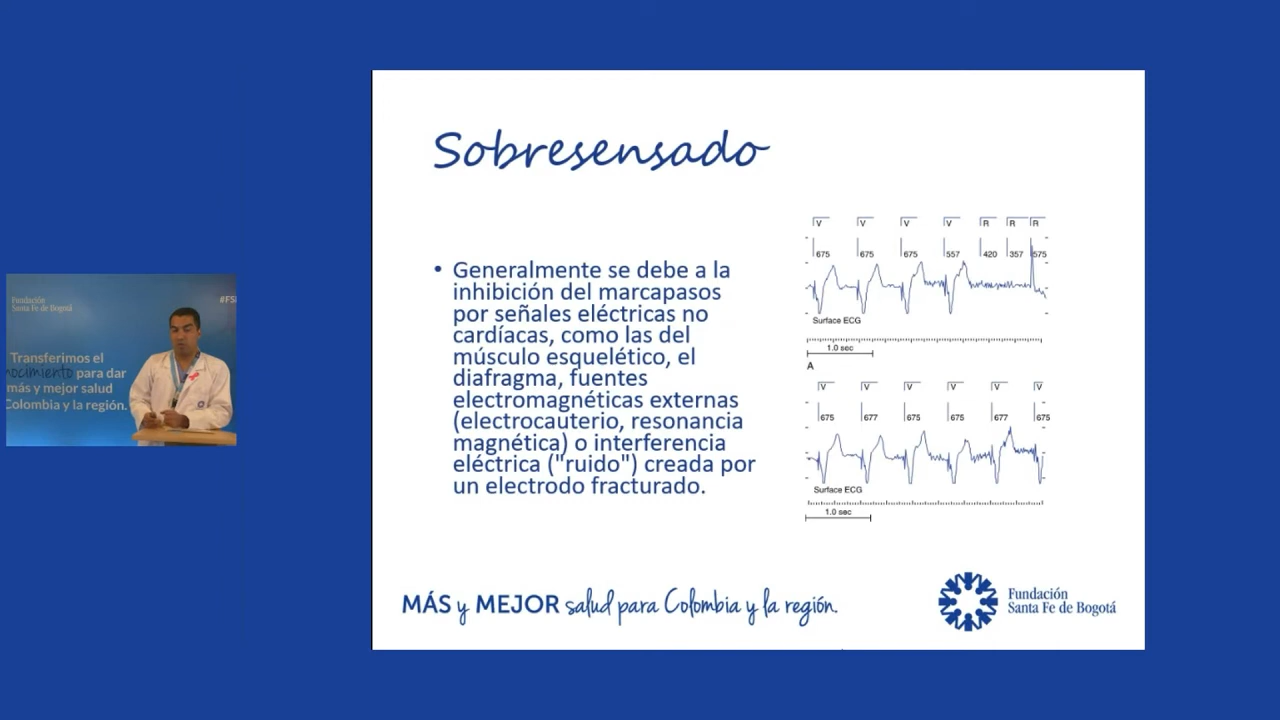 Fundación
Santa Fe de Bogotá
#FS
Transferimos el
conocimiento para dar
más y mejor salud
Colombia y la región.
Sobresensado
• Generalmente se debe a la
inhibición del marcapasos
por señales eléctricas no
cardíacas, como las del
músculo esquelético, el
diafragma, fuentes
electromagnéticas externas
(electrocauterio, resonancia
magnética) o interferencia
eléctrica ("ruido") creada por
un electrodo fracturado.
V V V V R R R
675 675 675 557 420 357 575
Surface ECG
1.0 sec
A
V V V V V V
675 677 675 675 677 675
Surface ECG
1.0 sec
MÁS y MEJOR salud para Colombia y la región.
Fundación
Santa Fe de Bogotá